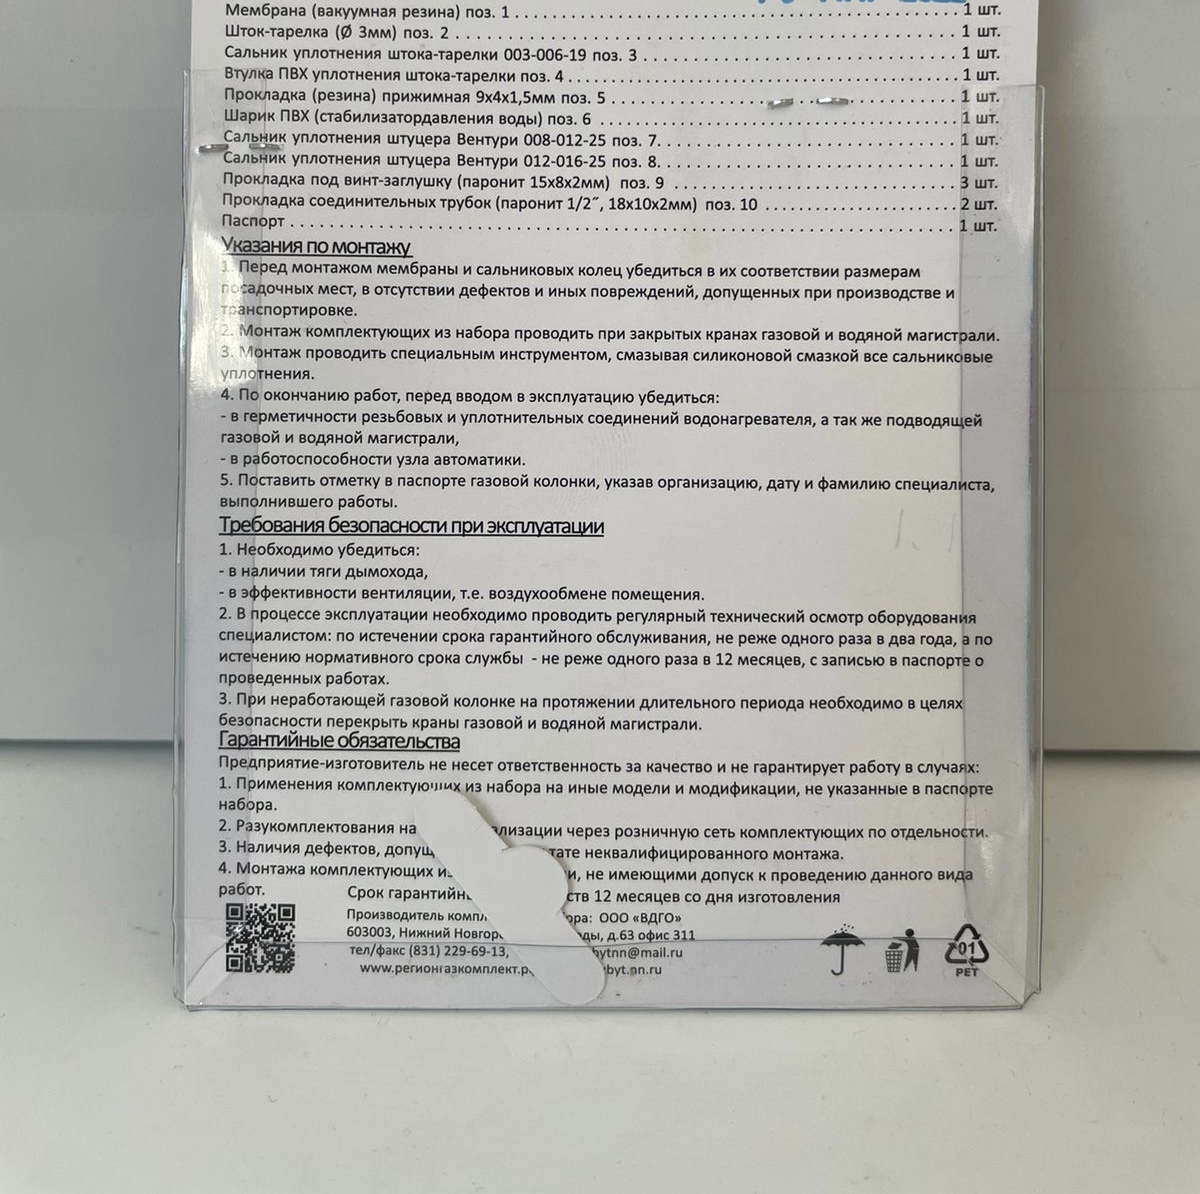 Мембрана (вакуумная резина) поз. 1 ........ 1 шт.
Шток-тарелка (Ø 3мм) поз. 2 ........ 1 шт.
Сальник уплотнения штока-тарелки 003-006-19 поз. 3 ........ 1 шт.
Втулка ПВХ уплотнения штока-тарелки поз. 4 ........ 1 шт.
Прокладка (резина) прижимная 9х4х1,5мм поз. 5 ........ 1 шт.
Шарик ПВХ (стабилизатордавления воды) поз. 6 ........ 1 шт.
Сальник уплотнения штуцера Вентури 008-012-25 поз. 7. ........ 1 шт.
Сальник уплотнения штуцера Вентури 012-016-25 поз. 8. ........ 1 шт.
Прокладка под винт-заглушку (паронит 15х8х2мм) поз. 9 ........ 3 шт.
Прокладка соединительных трубок (паронит 1/2˝, 18х10х2мм) поз. 10 ........ 2 шт.
Паспорт ........ 1 шт.
Указания по монтажу
1. Перед монтажом мембраны и сальниковых колец убедиться в их соответствии размерам
посадочных мест, в отсутствии дефектов и иных повреждений, допущенных при производстве и
транспортировке.
2. Монтаж комплектующих из набора проводить при закрытых кранах газовой и водяной магистрали.
3. Монтаж проводить специальным инструментом, смазывая силиконовой смазкой все сальниковые
уплотнения.
4. По окончанию работ, перед вводом в эксплуатацию убедиться:
- в герметичности резьбовых и уплотнительных соединений водонагревателя, а так же подводящей
газовой и водяной магистрали,
- в работоспособности узла автоматики.
5. Поставить отметку в паспорте газовой колонки, указав организацию, дату и фамилию специалиста,
выполнившего работы.
Требования безопасности при эксплуатации
1. Необходимо убедиться:
- в наличии тяги дымохода,
- в эффективности вентиляции, т.е. воздухообмене помещения.
2. В процессе эксплуатации необходимо проводить регулярный технический осмотр оборудования
специалистом: по истечении срока гарантийного обслуживания, не реже одного раза в два года, а по
истечению нормативного срока службы - не реже одного раза в 12 месяцев, с записью в паспорте о
проведенных работах.
3. При неработающей газовой колонке на протяжении длительного периода необходимо в целях
безопасности перекрыть краны газовой и водяной магистрали.
Гарантийные обязательства
Предприятие-изготовитель не несет ответственность за качество и не гарантирует работу в случаях:
1. Применения комплектующих из набора на иные модели и модификации, не указанные в паспорте
набора.
2. Разукомплектования на лизации через розничную сеть комплектующих по отдельности.
3. Наличия дефектов, допущ тате неквалифицированного монтажа.
4. Монтажа комплектующих и, не имеющими допуск к проведению данного вида
работ. Срок гарантийн ств 12 месяцев со дня изготовления
Производитель компл ора: ООО «ВДГО»
603003, Нижний Новгор ды, д.63 офис 311
тел/факс (831) 229-69-13, bytnn@mail.ru
www.регионгазкомплект.р byt.nn.ru
01
PET